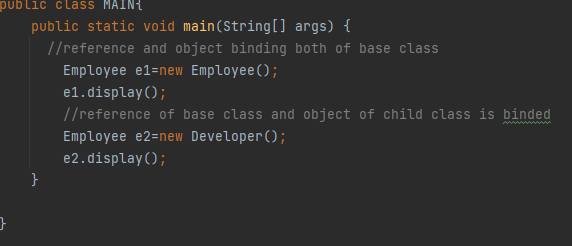 public class MAIN{
public static void main(String[] args) {
//reference and object binding both of base class
Employee e1=new Employee();
e1.display();
//reference of base class and object of child class is binded
Employee e2=new Developer();
e2.display();
}
}